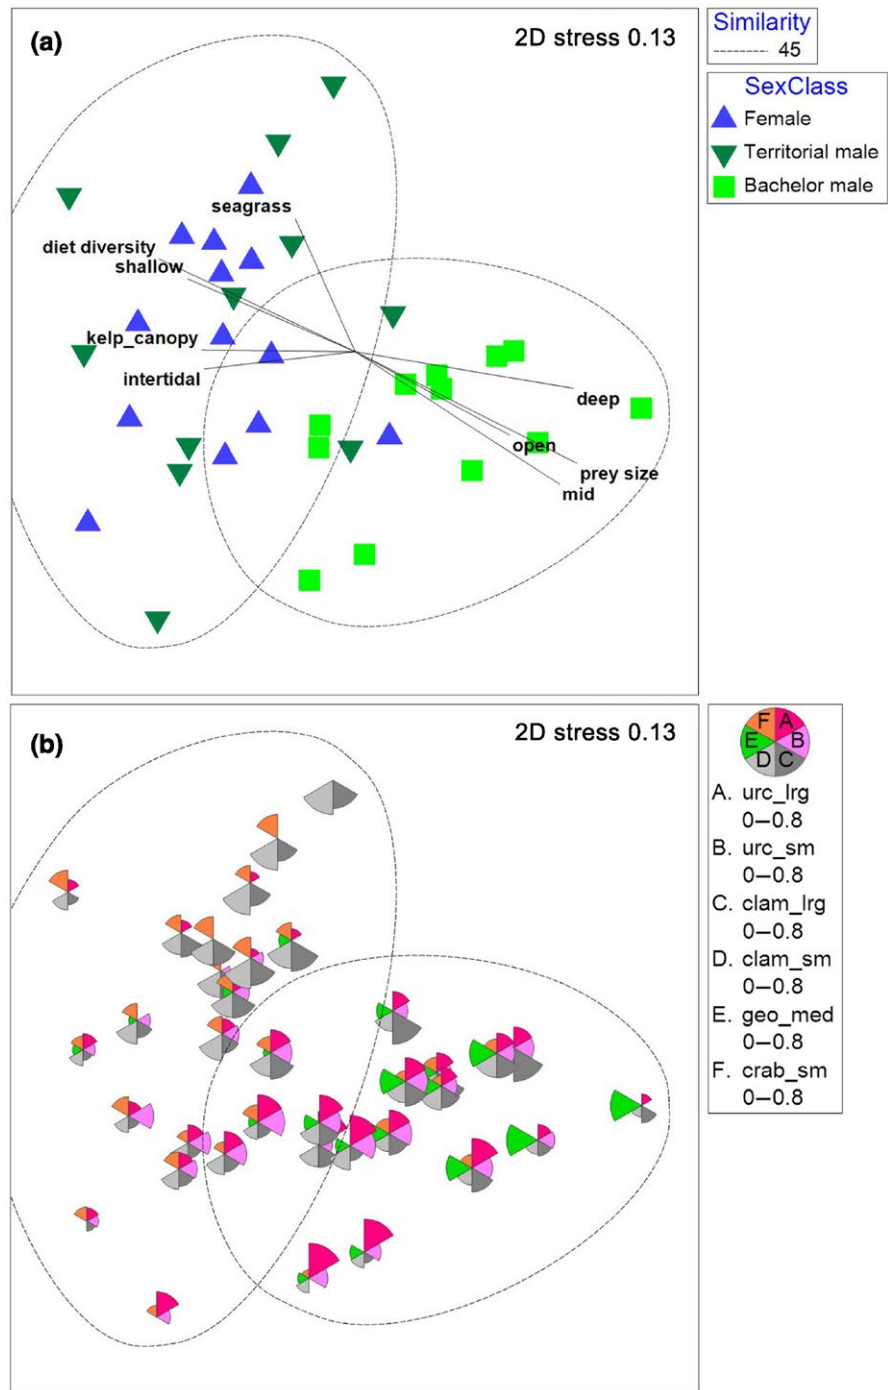 (a)
2D stress 0.13
Similarity
45
SexClass
Female
Territorial male
Bachelor male
seagrass
diet diversity
shallow
kelp_canopy
intertidal
deep
open
prey size
mid
(b)
2D stress 0.13
F A
E B
D C
A. urc_lrg
0–0.8
B. urc_sm
0–0.8
C. clam_lrg
0–0.8
D. clam_sm
0–0.8
E. geo_med
0–0.8
F. crab_sm
0–0.8